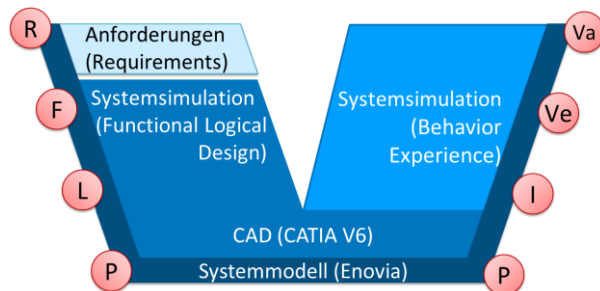 R
Anforderungen
(Requirements)
Va
F
Systemsimulation
(Functional Logical
Design)
Systemsimulation
(Behavior
Experience)
Ve
L
I
CAD (CATIA V6)
P
Systemmodell (Enovia)
P